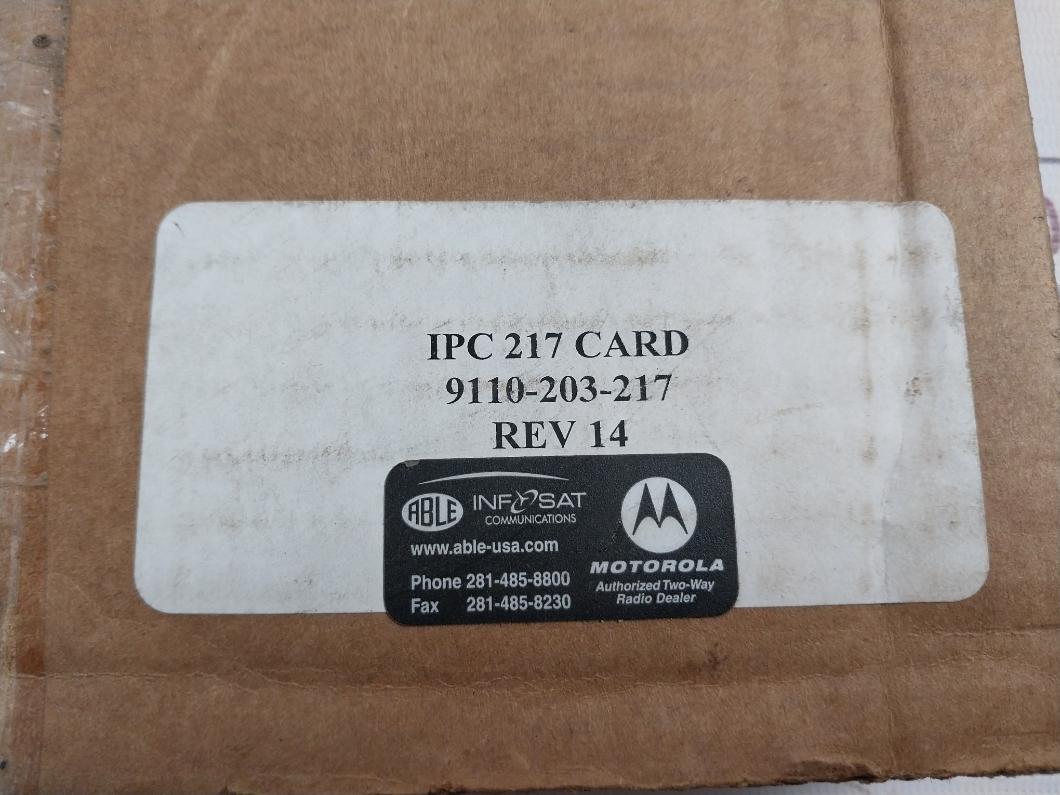 IPC 217 CARD
9110-203-217
REV 14
ABLE INFOSAT
COMMUNICATIONS
www.able-usa.com
Phone 281-485-8800
Fax 281-485-8230
MOTOROLA
Authorized Two-Way
Radio Dealer